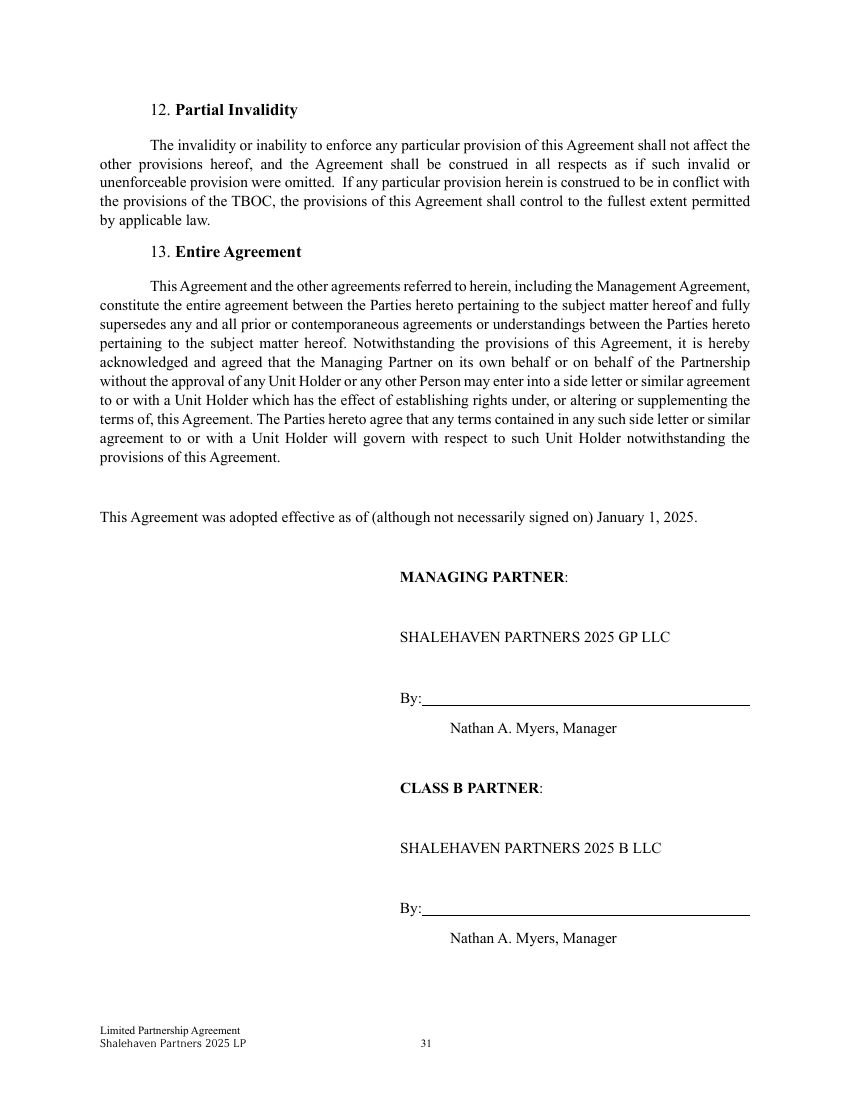 12. Partial Invalidity
The invalidity or inability to enforce any particular provision of this Agreement shall not affect the
other provisions hereof, and the Agreement shall be construed in all respects as if such invalid or
unenforceable provision were omitted.  If any particular provision herein is construed to be in conflict with
the provisions of the TBOC, the provisions of this Agreement shall control to the fullest extent permitted
by applicable law.
13. Entire Agreement
This Agreement and the other agreements referred to herein, including the Management Agreement,
constitute the entire agreement between the Parties hereto pertaining to the subject matter hereof and fully
supersedes any and all prior or contemporaneous agreements or understandings between the Parties hereto
pertaining to the subject matter hereof. Notwithstanding the provisions of this Agreement, it is hereby
acknowledged and agreed that the Managing Partner on its own behalf or on behalf of the Partnership
without the approval of any Unit Holder or any other Person may enter into a side letter or similar agreement
to or with a Unit Holder which has the effect of establishing rights under, or altering or supplementing the
terms of, this Agreement. The Parties hereto agree that any terms contained in any such side letter or similar
agreement to or with a Unit Holder will govern with respect to such Unit Holder notwithstanding the
provisions of this Agreement.
This Agreement was adopted effective as of (although not necessarily signed on) January 1, 2025.
MANAGING PARTNER:
SHALEHAVEN PARTNERS 2025 GP LLC
By:
Nathan A. Myers, Manager
CLASS B PARTNER:
SHALEHAVEN PARTNERS 2025 B LLC
By:
Nathan A. Myers, Manager
Limited Partnership Agreement
Shalehaven Partners 2025 LP 31